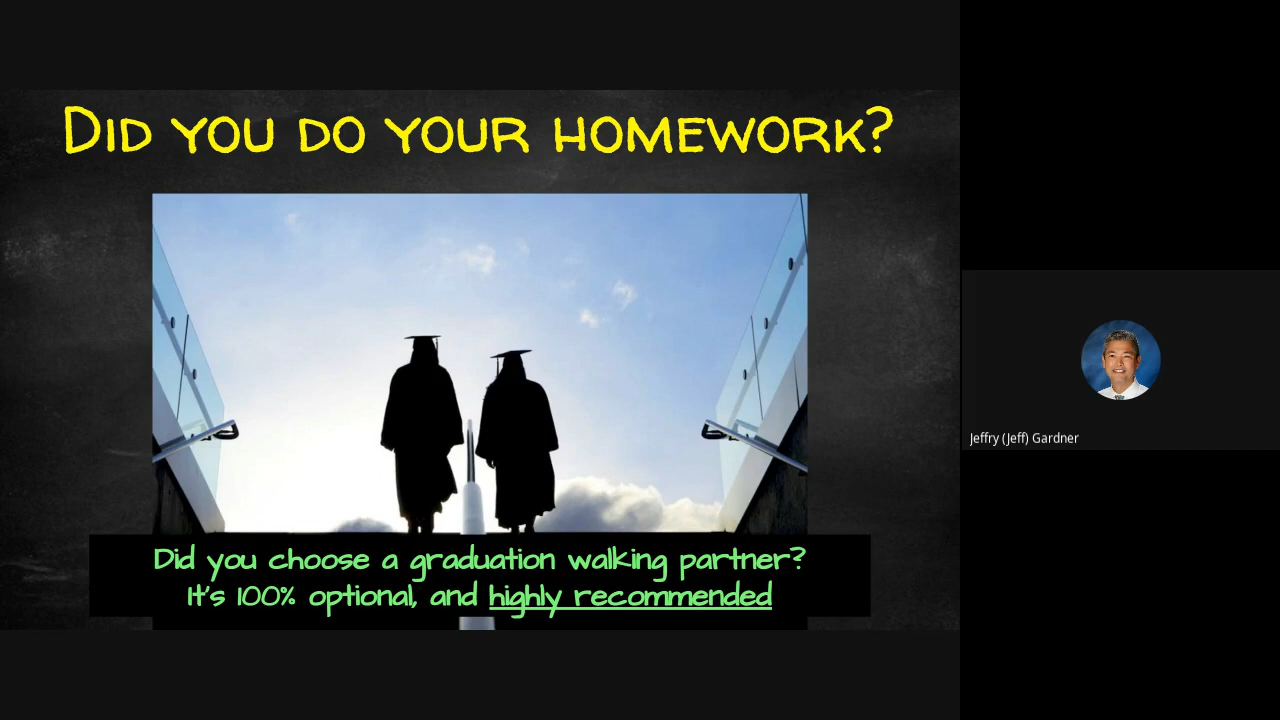 Did you do your homework?
Did you choose a graduation walking partner?
It's 100% optional, and highly recommended
Jeffry (Jeff) Gardner